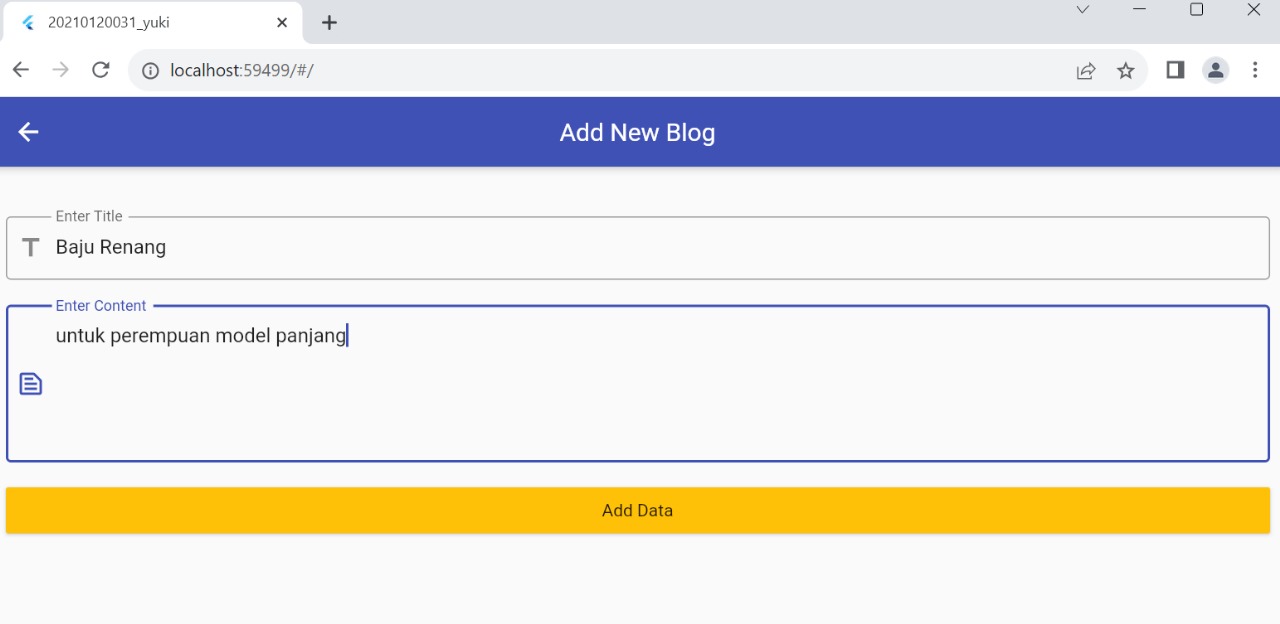 20210120031_yuki
localhost:59499/#/
Add New Blog
Enter Title
Baju Renang
Enter Content
untuk perempuan model panjang
Add Data